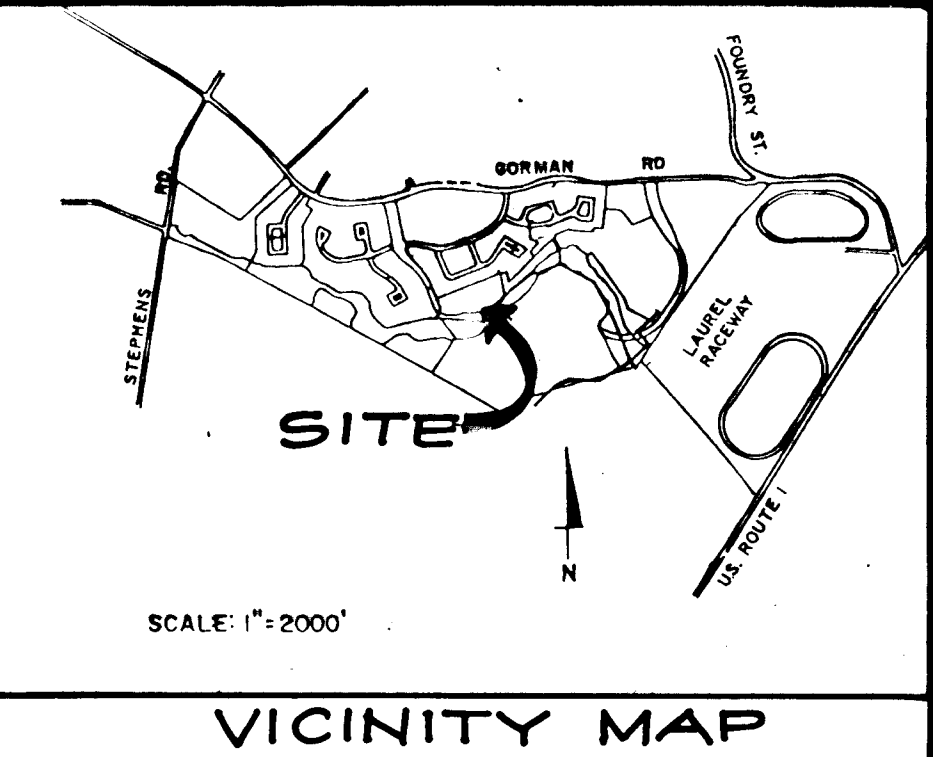 FOUNDRY ST.
GORMAN RD
RD.
STEPHENS
LAUREL
RACEWAY
SITE
N
U.S. ROUTE 1
SCALE: 1"=2000'
VICINITY MAP